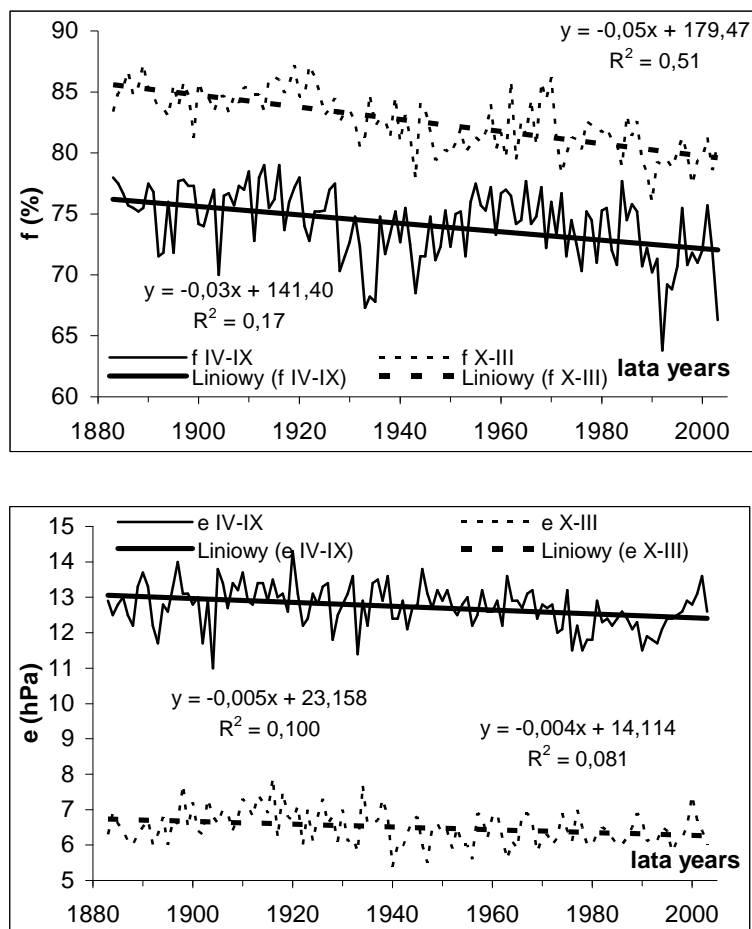 90
y = -0,05x + 179,47
R² = 0,51
85
80
f (%)
75
70
y = -0,03x + 141,40
R² = 0,17
65
f IV-IX f X-III
lata years
Liniowy (f IV-IX) Liniowy (f X-III)
60
1880 1900 1920 1940 1960 1980 2000
15
e IV-IX e X-III
14
Liniowy (e IV-IX) Liniowy (e X-III)
13
12
11
e (hPa)
10
9
y = -0,005x + 23,158
R² = 0,100
y = -0,004x + 14,114
R² = 0,081
8
7
6
lata years
5
1880 1900 1920 1940 1960 1980 2000